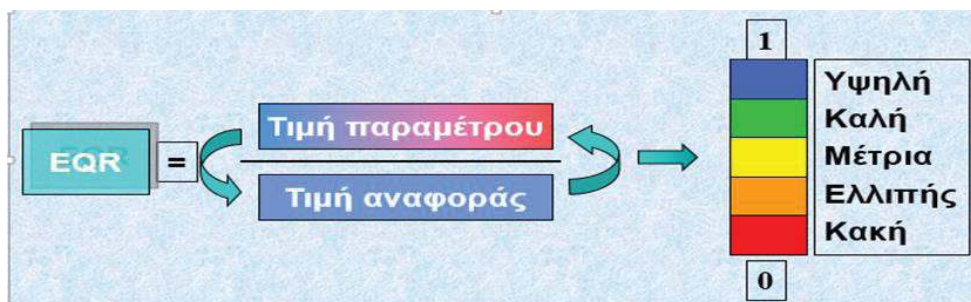 1
Υψηλή
Τιμή παραμέτρου
Καλή
EQR
=
Μέτρια
Τιμή αναφοράς
Ελλιπής
Κακή
0